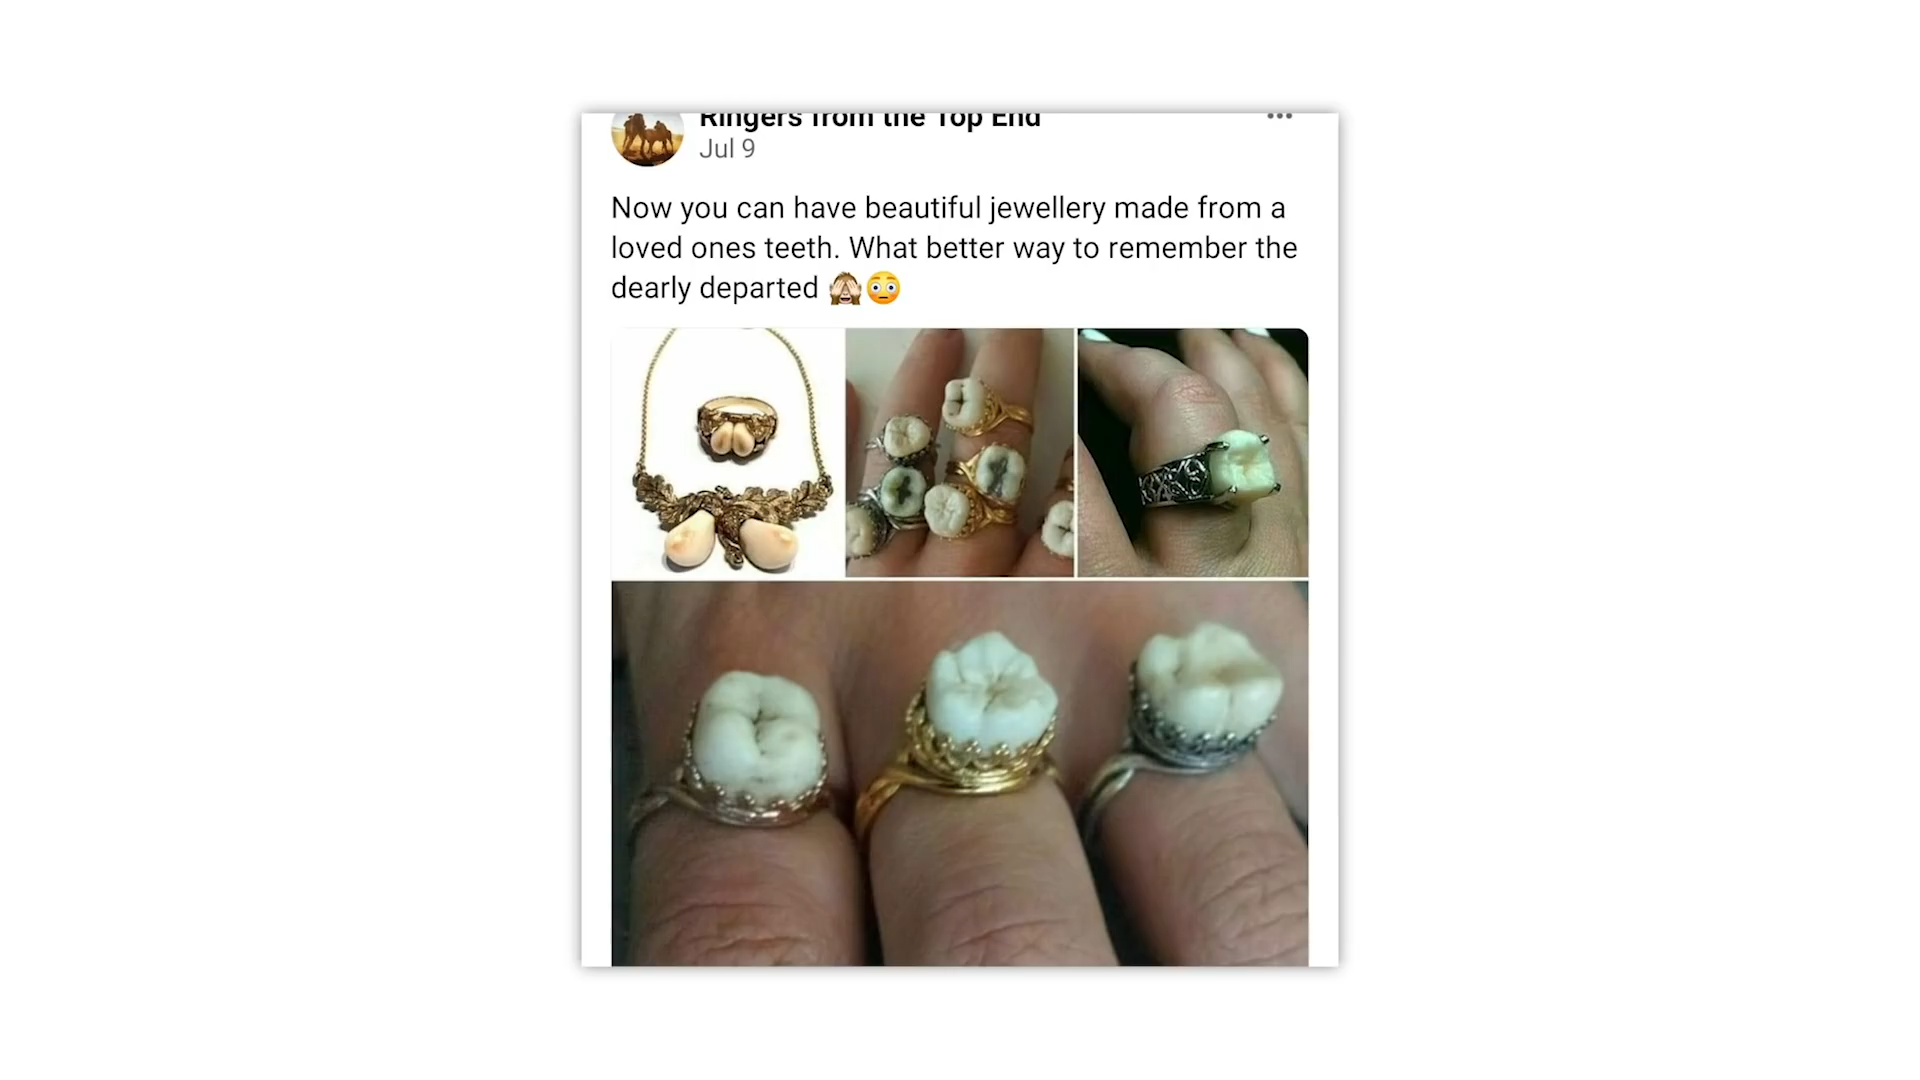 Ringers from the Top End
Jul 9
Now you can have beautiful jewellery made from a
loved ones teeth. What better way to remember the
dearly departed 🙈😳